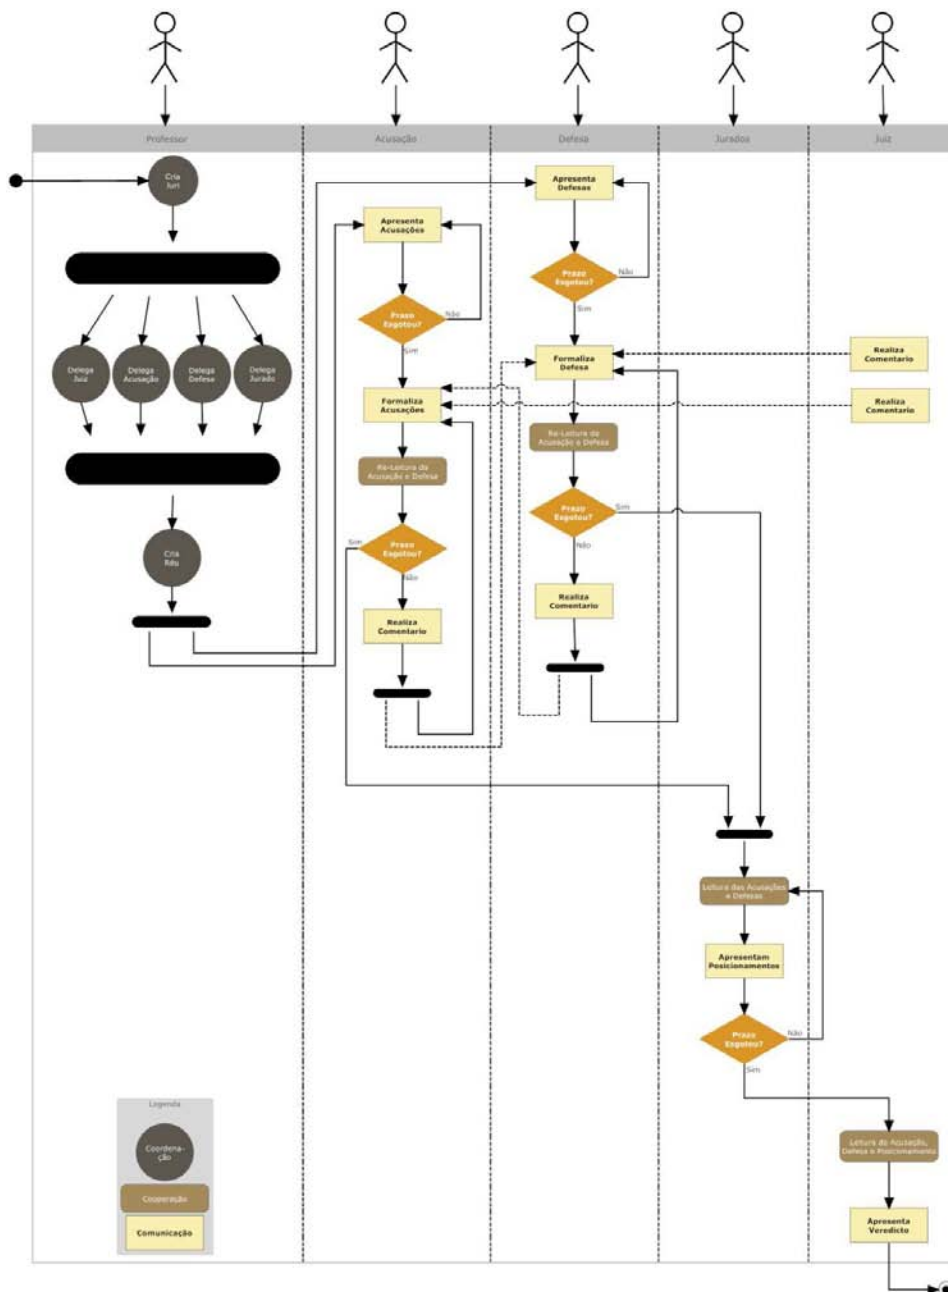 Professor
Acusação
Defesa
Jurados
Juiz
Cria
Juri
Delega
Juiz
Delega
Acusação
Delega
Defesa
Delega
Jurado
Cria
Réu
Apresenta
Acusações
Prazo
Esgotou?
Não
Sim
Formaliza
Acusações
Re-Leitura da
Acusação e Defesa
Prazo
Esgotou?
Sim
Não
Realiza
Comentario
Apresenta
Defesas
Prazo
Esgotou?
Não
Sim
Formaliza
Defesa
Re-Leitura da
Acusação e Defesa
Prazo
Esgotou?
Sim
Não
Realiza
Comentario
Realiza
Comentario
Realiza
Comentario
Leitura das Acusações
e Defesas
Apresentam
Posicionamentos
Prazo
Esgotou?
Não
Sim
Leitura da Acusação,
Defesa e Posicionamento
Apresenta
Veredicto
Legenda
Coordena-
ção
Cooperação
Comunicação